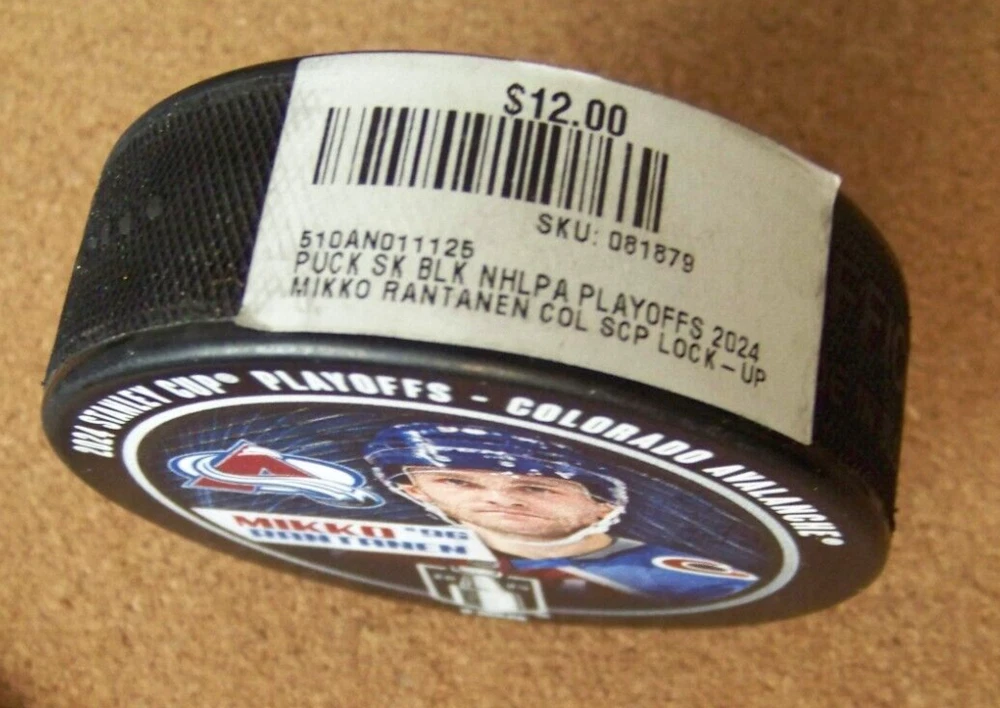 $12.00
SKU: 081879
510AN011125
PUCK SK BLK NHLPA PLAYOFFS 2024
MIKKO RANTANEN COL SCP LOCK-UP
2024 STANLEY CUP® PLAYOFFS - COLORADO AVALANCHE®
MIKKO #96
RANTANEN